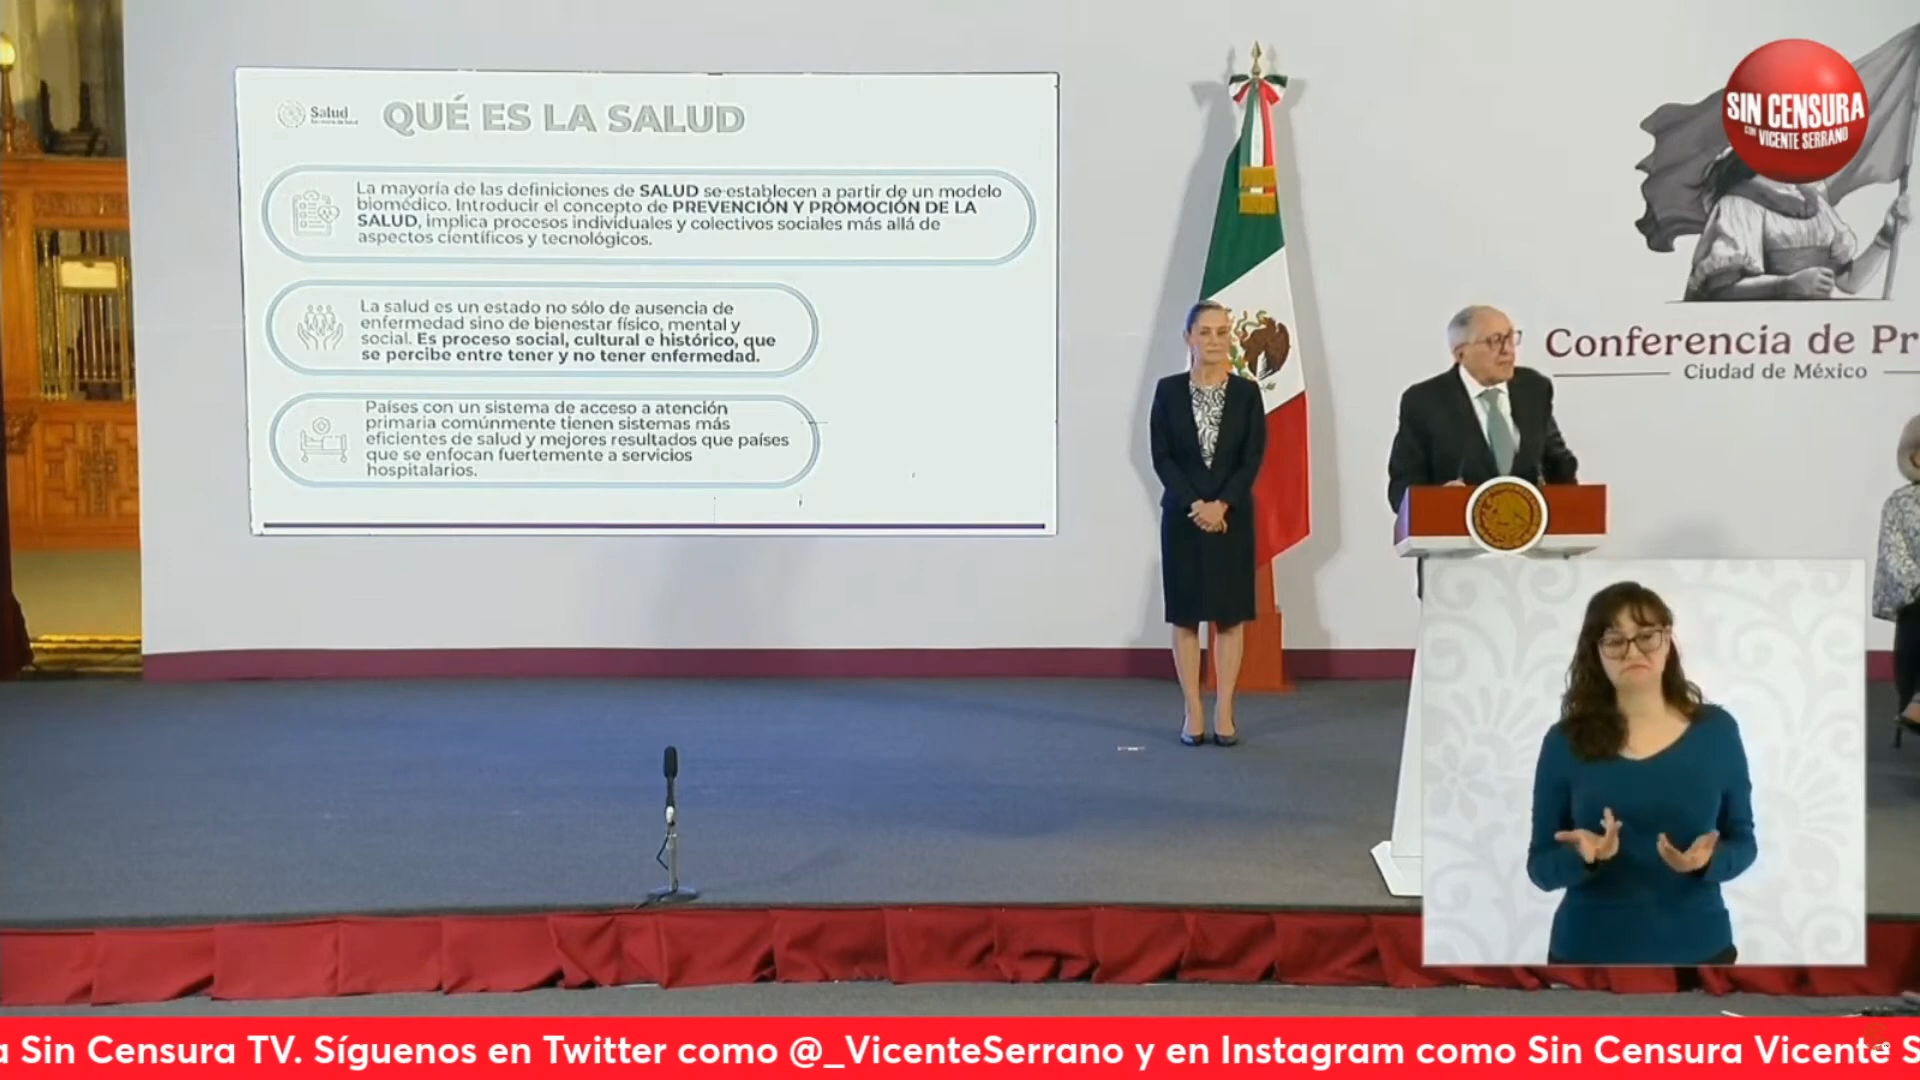 Salud
QUÉ ES LA SALUD
La mayoría de las definiciones de SALUD se establecen a partir de un modelo
biomédico. Introducir el concepto de PREVENCIÓN Y PROMOCIÓN DE LA
SALUD, implica procesos individuales y colectivos sociales más allá de
aspectos científicos y tecnológicos.
La salud es un estado no sólo de ausencia de
enfermedad sino de bienestar físico, mental y
social. Es proceso social, cultural e histórico, que
se percibe entre tener y no tener enfermedad.
Países con un sistema de acceso a atención
primaria comúnmente tienen sistemas más
eficientes de salud y mejores resultados que países
que se enfocan fuertemente a servicios
hospitalarios.
SIN CENSURA
CON VICENTE SERRANO
Conferencia de Pr
Ciudad de México
a Sin Censura TV. Síguenos en Twitter como @_VicenteSerrano y en Instagram como Sin Censura Vicente S